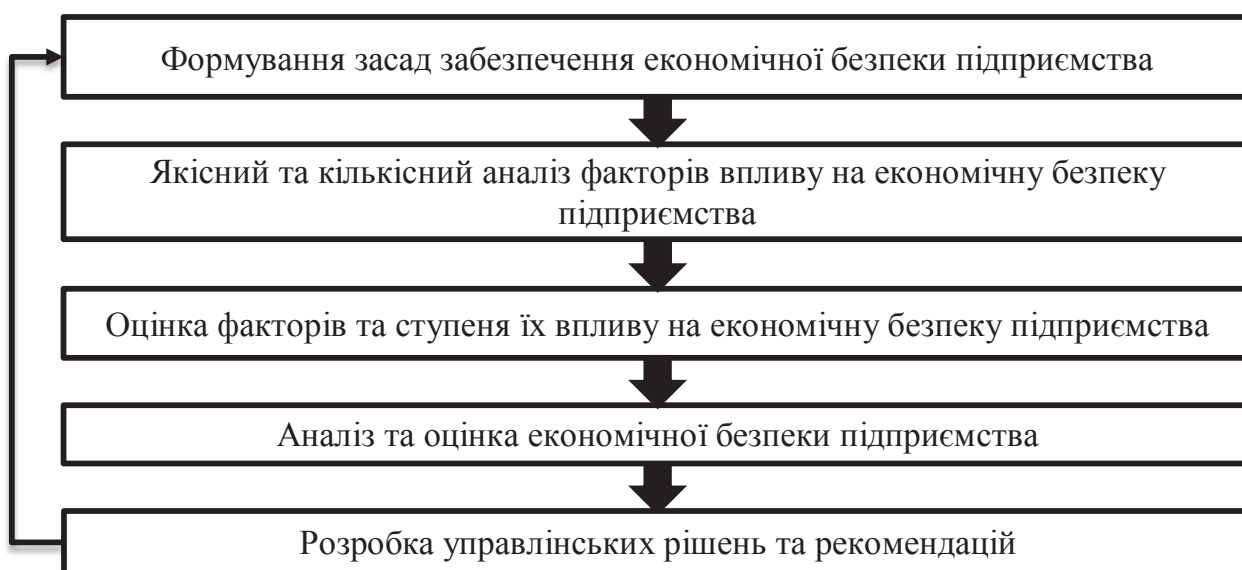 Формування засад забезпечення економічної безпеки підприємства
Якісний та кількісний аналіз факторів впливу на економічну безпеку
підприємства
Оцінка факторів та ступеня їх впливу на економічну безпеку підприємства
Аналіз та оцінка економічної безпеки підприємства
Розробка управлінських рішень та рекомендацій